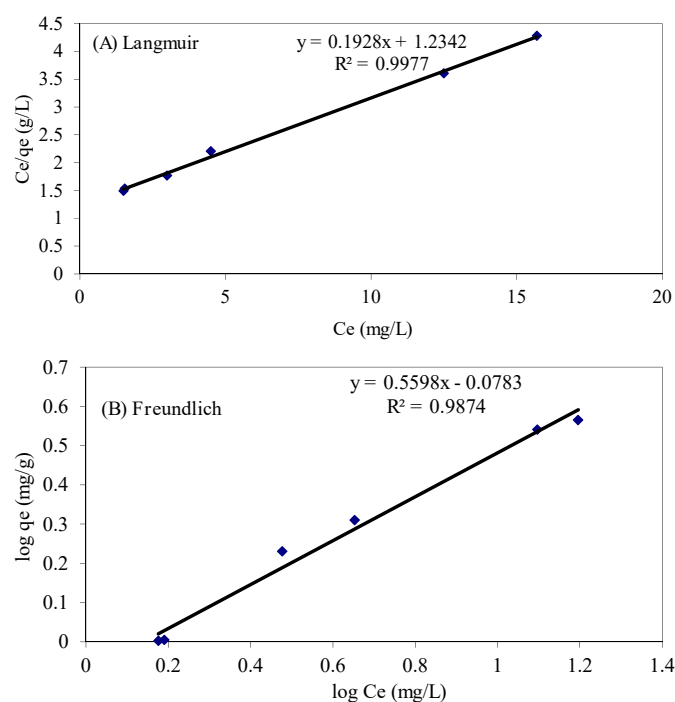 (A) Langmuir
y = 0.1928x + 1.2342
R² = 0.9977
4.5
4
3.5
3
2.5
2
1.5
1
0.5
0
Ce/qe (g/L)
0 5 10 15 20
Ce (mg/L)
(B) Freundlich
y = 0.5598x - 0.0783
R² = 0.9874
0.7
0.6
0.5
0.4
0.3
0.2
0.1
0
log qe (mg/g)
0 0.2 0.4 0.6 0.8 1 1.2 1.4
log Ce (mg/L)